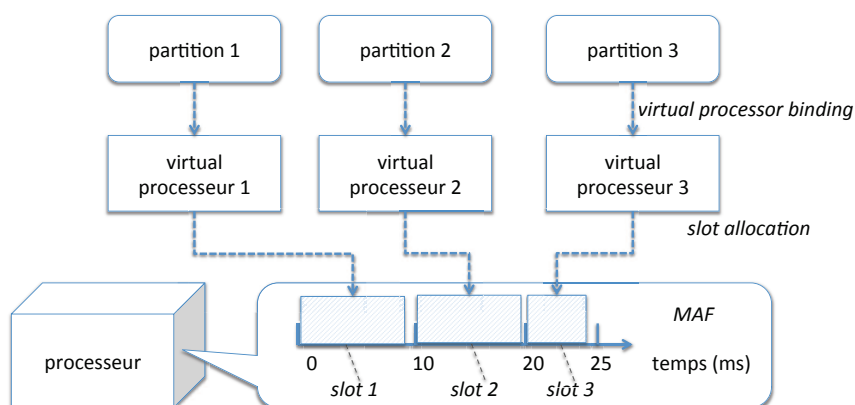 partition 1
partition 2
partition 3
virtual processor binding
virtual
processeur 1
virtual
processeur 2
virtual
processeur 3
slot allocation
MAF
processeur
0
10
20
25
temps (ms)
slot 1
slot 2
slot 3